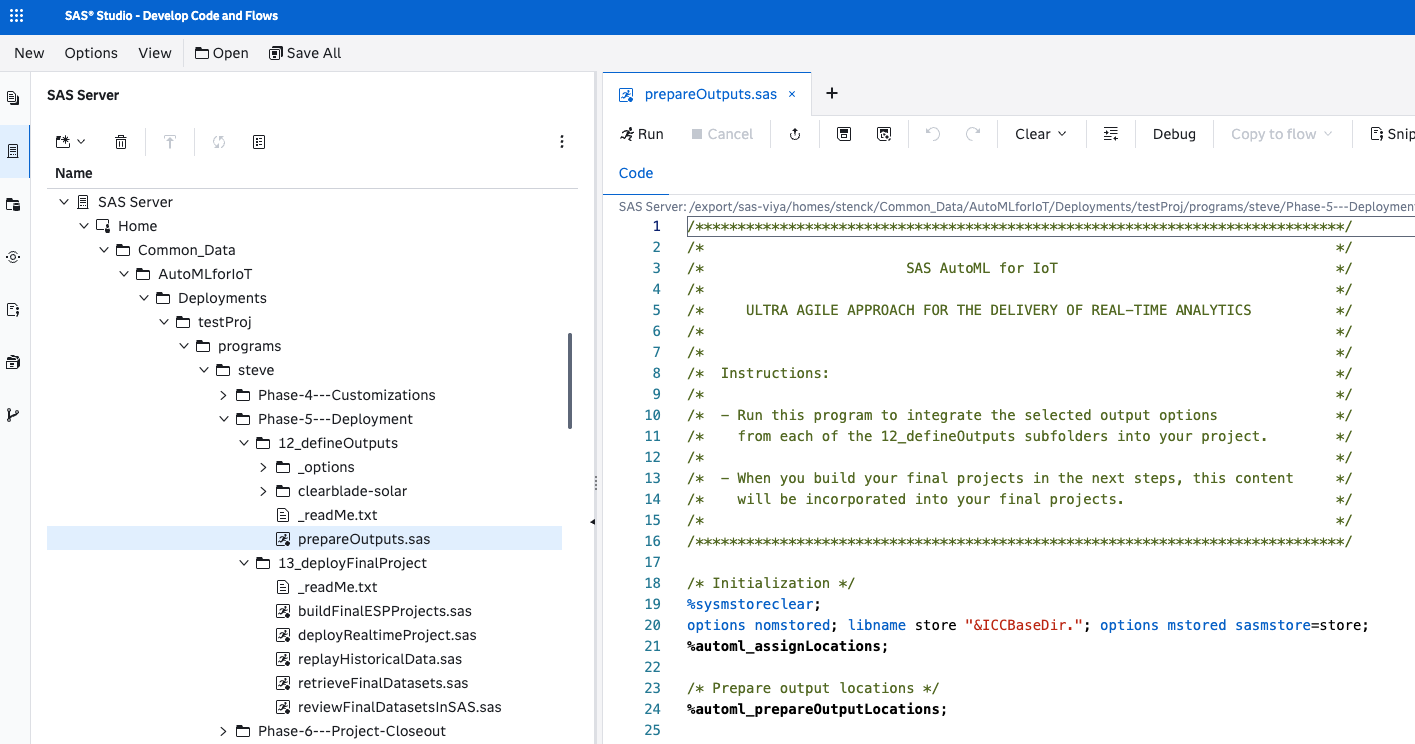 SAS® Studio - Develop Code and Flows
New Options View Open Save All
SAS Server
Name
SAS Server
Home
Common_Data
AutoMLforIoT
Deployments
testProj
programs
steve
Phase-4---Customizations
Phase-5---Deployment
12_defineOutputs
_options
clearblade-solar
_readMe.txt
prepareOutputs.sas
13_deployFinalProject
_readMe.txt
buildFinalESPProjects.sas
deployRealtimeProject.sas
replayHistoricalData.sas
retrieveFinalDatasets.sas
reviewFinalDatasetsInSAS.sas
Phase-6---Project-Closeout
prepareOutputs.sas × +
Run Cancel Clear Debug Copy to flow Snip
Code
SAS Server: /export/sas-viya/homes/stenck/Common_Data/AutoMLforIoT/Deployments/testProj/programs/steve/Phase-5---Deployment
1 /******************************************************************************/
2 /* */
3 /* SAS AutoML for IoT */
4 /* */
5 /* ULTRA AGILE APPROACH FOR THE DELIVERY OF REAL-TIME ANALYTICS */
6 /* */
7 /* */
8 /* Instructions: */
9 /* */
10 /* - Run this program to integrate the selected output options */
11 /* from each of the 12_defineOutputs subfolders into your project. */
12 /* */
13 /* - When you build your final projects in the next steps, this content */
14 /* will be incorporated into your final projects. */
15 /* */
16 /******************************************************************************/
17
18 /* Initialization */
19 %sysmstoreclear;
20 options nomstored; libname store "&ICCBaseDir."; options mstored sasmstore=store;
21 %automl_assignLocations;
22
23 /* Prepare output locations */
24 %automl_prepareOutputLocations;
25